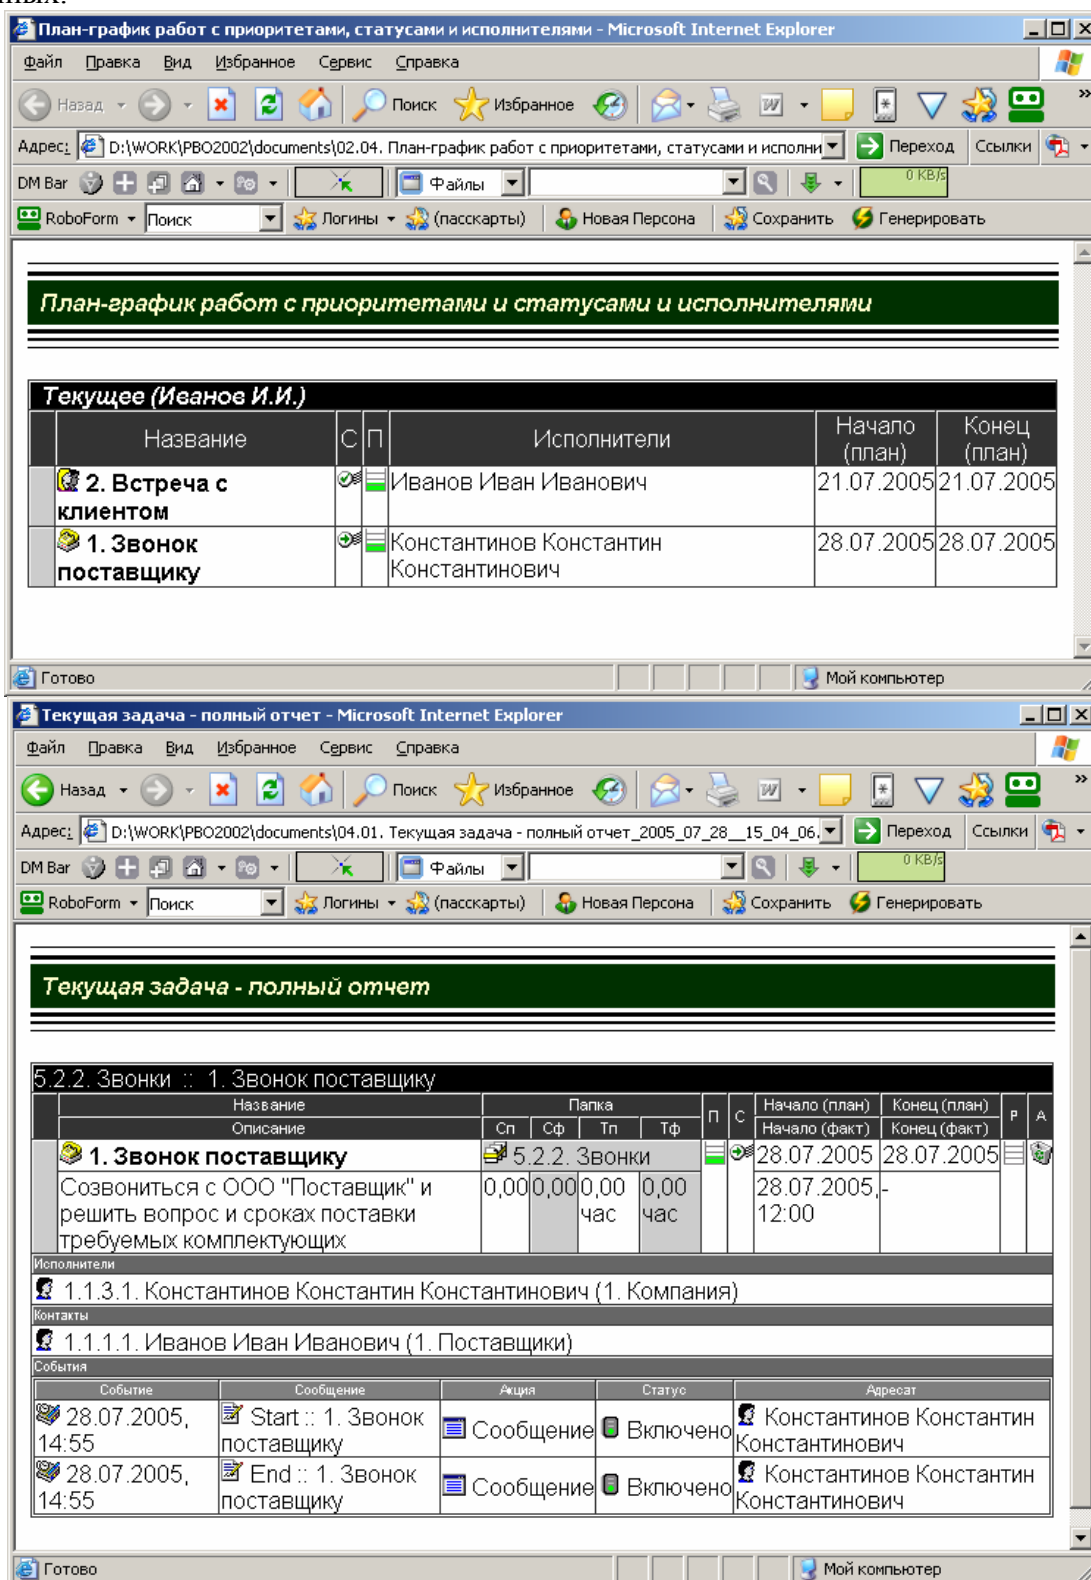 План-график работ с приоритетами, статусами и исполнителями - Microsoft Internet Explorer
Файл Правка Вид Избранное Сервис Справка
Назад Поиск Избранное
Адрес: D:\WORK\PBO2002\documents\02.04. План-график работ с приоритетами, статусами и исполни Переход Ссылки
DM Bar Файлы 0 KB/s
RoboForm Поиск Логины (пасскарты) Новая Персона Сохранить Генерировать
План-график работ с приоритетами и статусами и исполнителями
Текущее (Иванов И.И.)
Название С П Исполнители Начало (план) Конец (план)
2. Встреча с Иванов Иван Иванович 21.07.2005 21.07.2005
клиентом
1. Звонок Константинов Константин 28.07.2005 28.07.2005
поставщику Константинович
Готово Мой компьютер
Текущая задача - полный отчет - Microsoft Internet Explorer
Файл Правка Вид Избранное Сервис Справка
Назад Поиск Избранное
Адрес: D:\WORK\PBO2002\documents\04.01. Текущая задача - полный отчет_2005_07_28__15_04_06. Переход Ссылки
DM Bar Файлы 0 KB/s
RoboForm Поиск Логины (пасскарты) Новая Персона Сохранить Генерировать
Текущая задача - полный отчет
5.2.2. Звонки :: 1. Звонок поставщику
Название Папка П С Начало (план) Конец (план) Р А
Описание Сп Сф Тп Тф Начало (факт) Конец (факт)
1. Звонок поставщику 5.2.2. Звонки 28.07.2005 28.07.2005
Созвониться с ООО "Поставщик" и 0,00 0,00 0,00 0,00 28.07.2005, -
решить вопрос и сроках поставки час час 12:00
требуемых комплектующих
Исполнители
1.1.3.1. Константинов Константин Константинович (1. Компания)
Контакты
1.1.1.1. Иванов Иван Иванович (1. Поставщики)
События
Событие Сообщение Акция Статус Адресат
28.07.2005, Start :: 1. Звонок Сообщение Включено Константинов Константин
14:55 поставщику Константинович
28.07.2005, End :: 1. Звонок Сообщение Включено Константинов Константин
14:55 поставщику Константинович
Готово Мой компьютер